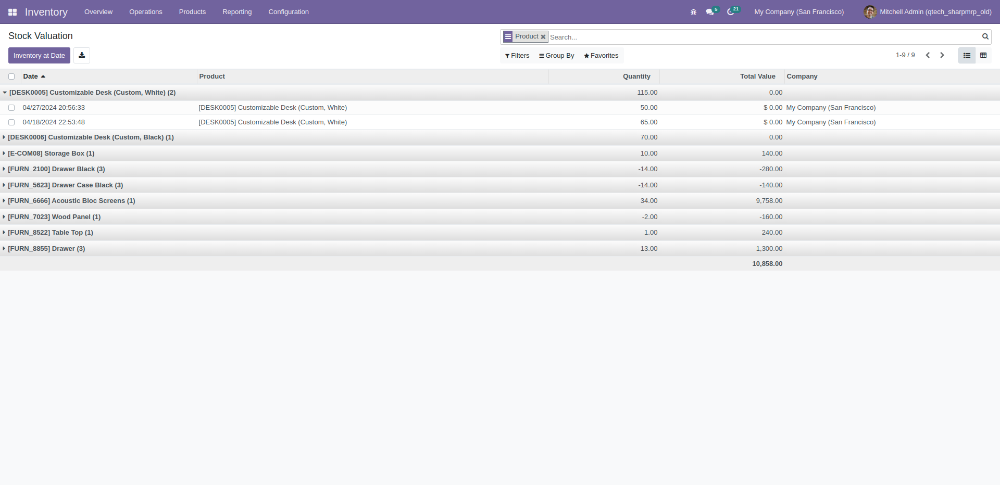 Inventory Overview Operations Products Reporting Configuration 5 21 My Company (San Francisco) Mitchell Admin (qtech_sharpmrp_old)
Stock Valuation
Product Search...
Inventory at Date
Filters Group By Favorites 1-9 / 9
Date Product Quantity Total Value Company
[DESK0005] Customizable Desk (Custom, White) (2) 115.00 0.00
04/27/2024 20:56:33 [DESK0005] Customizable Desk (Custom, White) 50.00 $ 0.00 My Company (San Francisco)
04/18/2024 22:53:48 [DESK0005] Customizable Desk (Custom, White) 65.00 $ 0.00 My Company (San Francisco)
[DESK0006] Customizable Desk (Custom, Black) (1) 70.00 0.00
[E-COM08] Storage Box (1) 10.00 140.00
[FURN_2100] Drawer Black (3) -14.00 -280.00
[FURN_5623] Drawer Case Black (3) -14.00 -140.00
[FURN_6666] Acoustic Bloc Screens (1) 34.00 9,758.00
[FURN_7023] Wood Panel (1) -2.00 -160.00
[FURN_8522] Table Top (1) 1.00 240.00
[FURN_8855] Drawer (3) 13.00 1,300.00
10,858.00